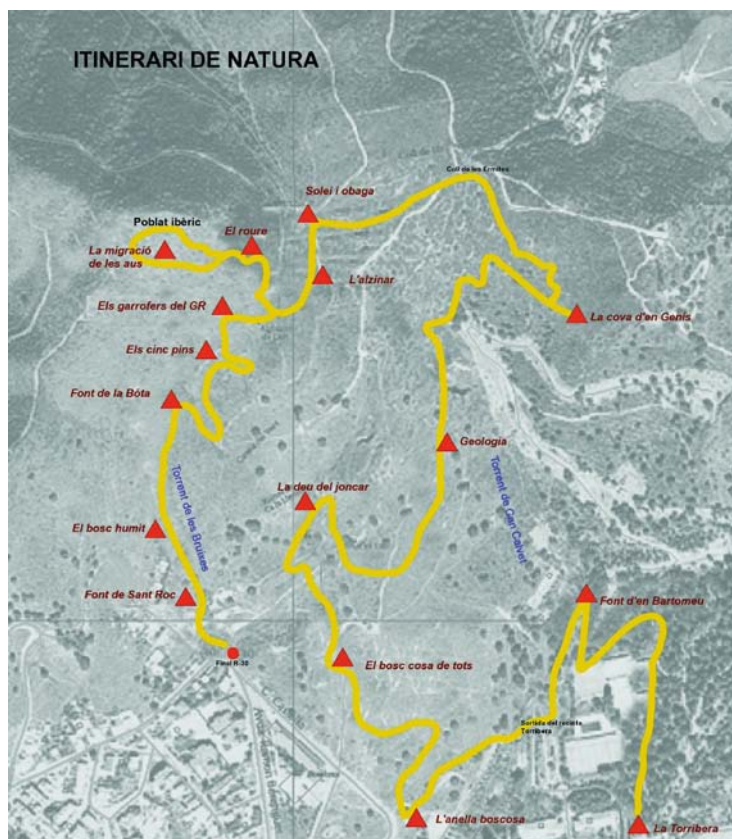 ITINERARI DE NATURA
Coll de les Ermites
Solei i obaga
Poblat ibèric
El roure
La migració
de les aus
L'alzinar
Els garrofers del GR
La cova d'en Genís
Els cinc pins
Font de la Bóta
Geologia
La deu del joncar
Torrent de les Bruixes
Torrent de Can Calvet
El bosc humit
Font de Sant Roc
Font d'en Bartomeu
Final R-30
El bosc cosa de tots
Sortida del recinte
Torribera
L'anella boscosa
La Torribera